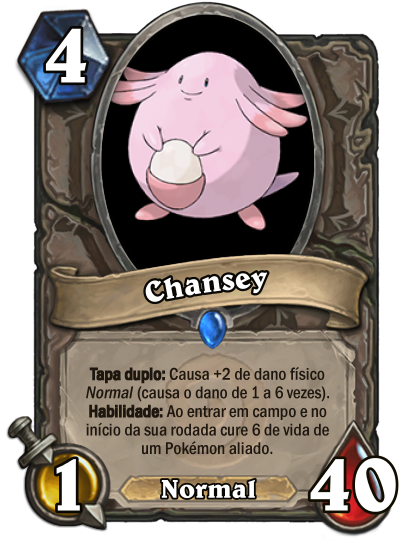 4
Chansey
Tapa duplo: Causa +2 de dano físico
Normal (causa o dano de 1 a 6 vezes).
Habilidade: Ao entrar em campo e no
início da sua rodada cure 6 de vida de
um Pokémon aliado.
1
Normal
40